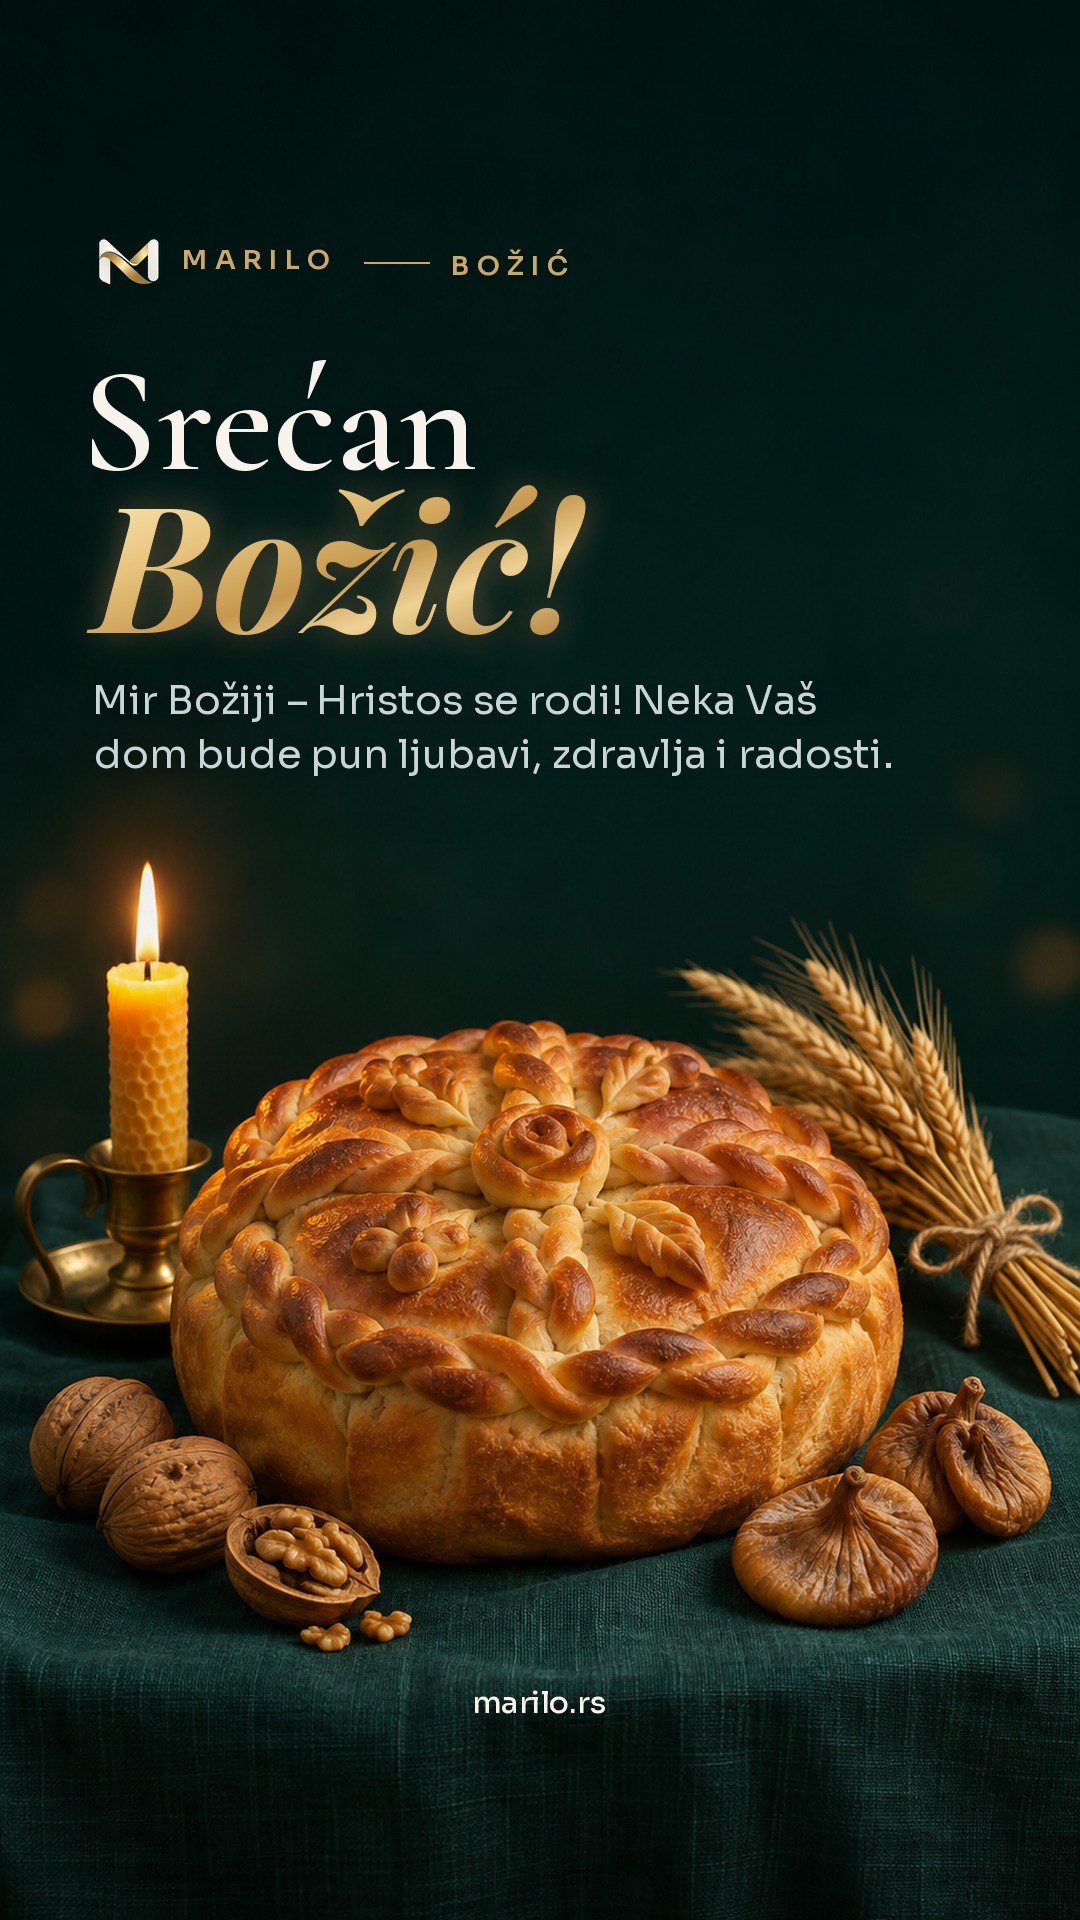 MARILO — BOŽIĆ
Srećan
Božić!
Mir Božiji – Hristos se rodi! Neka Vaš
dom bude pun ljubavi, zdravlja i radosti.
marilo.rs